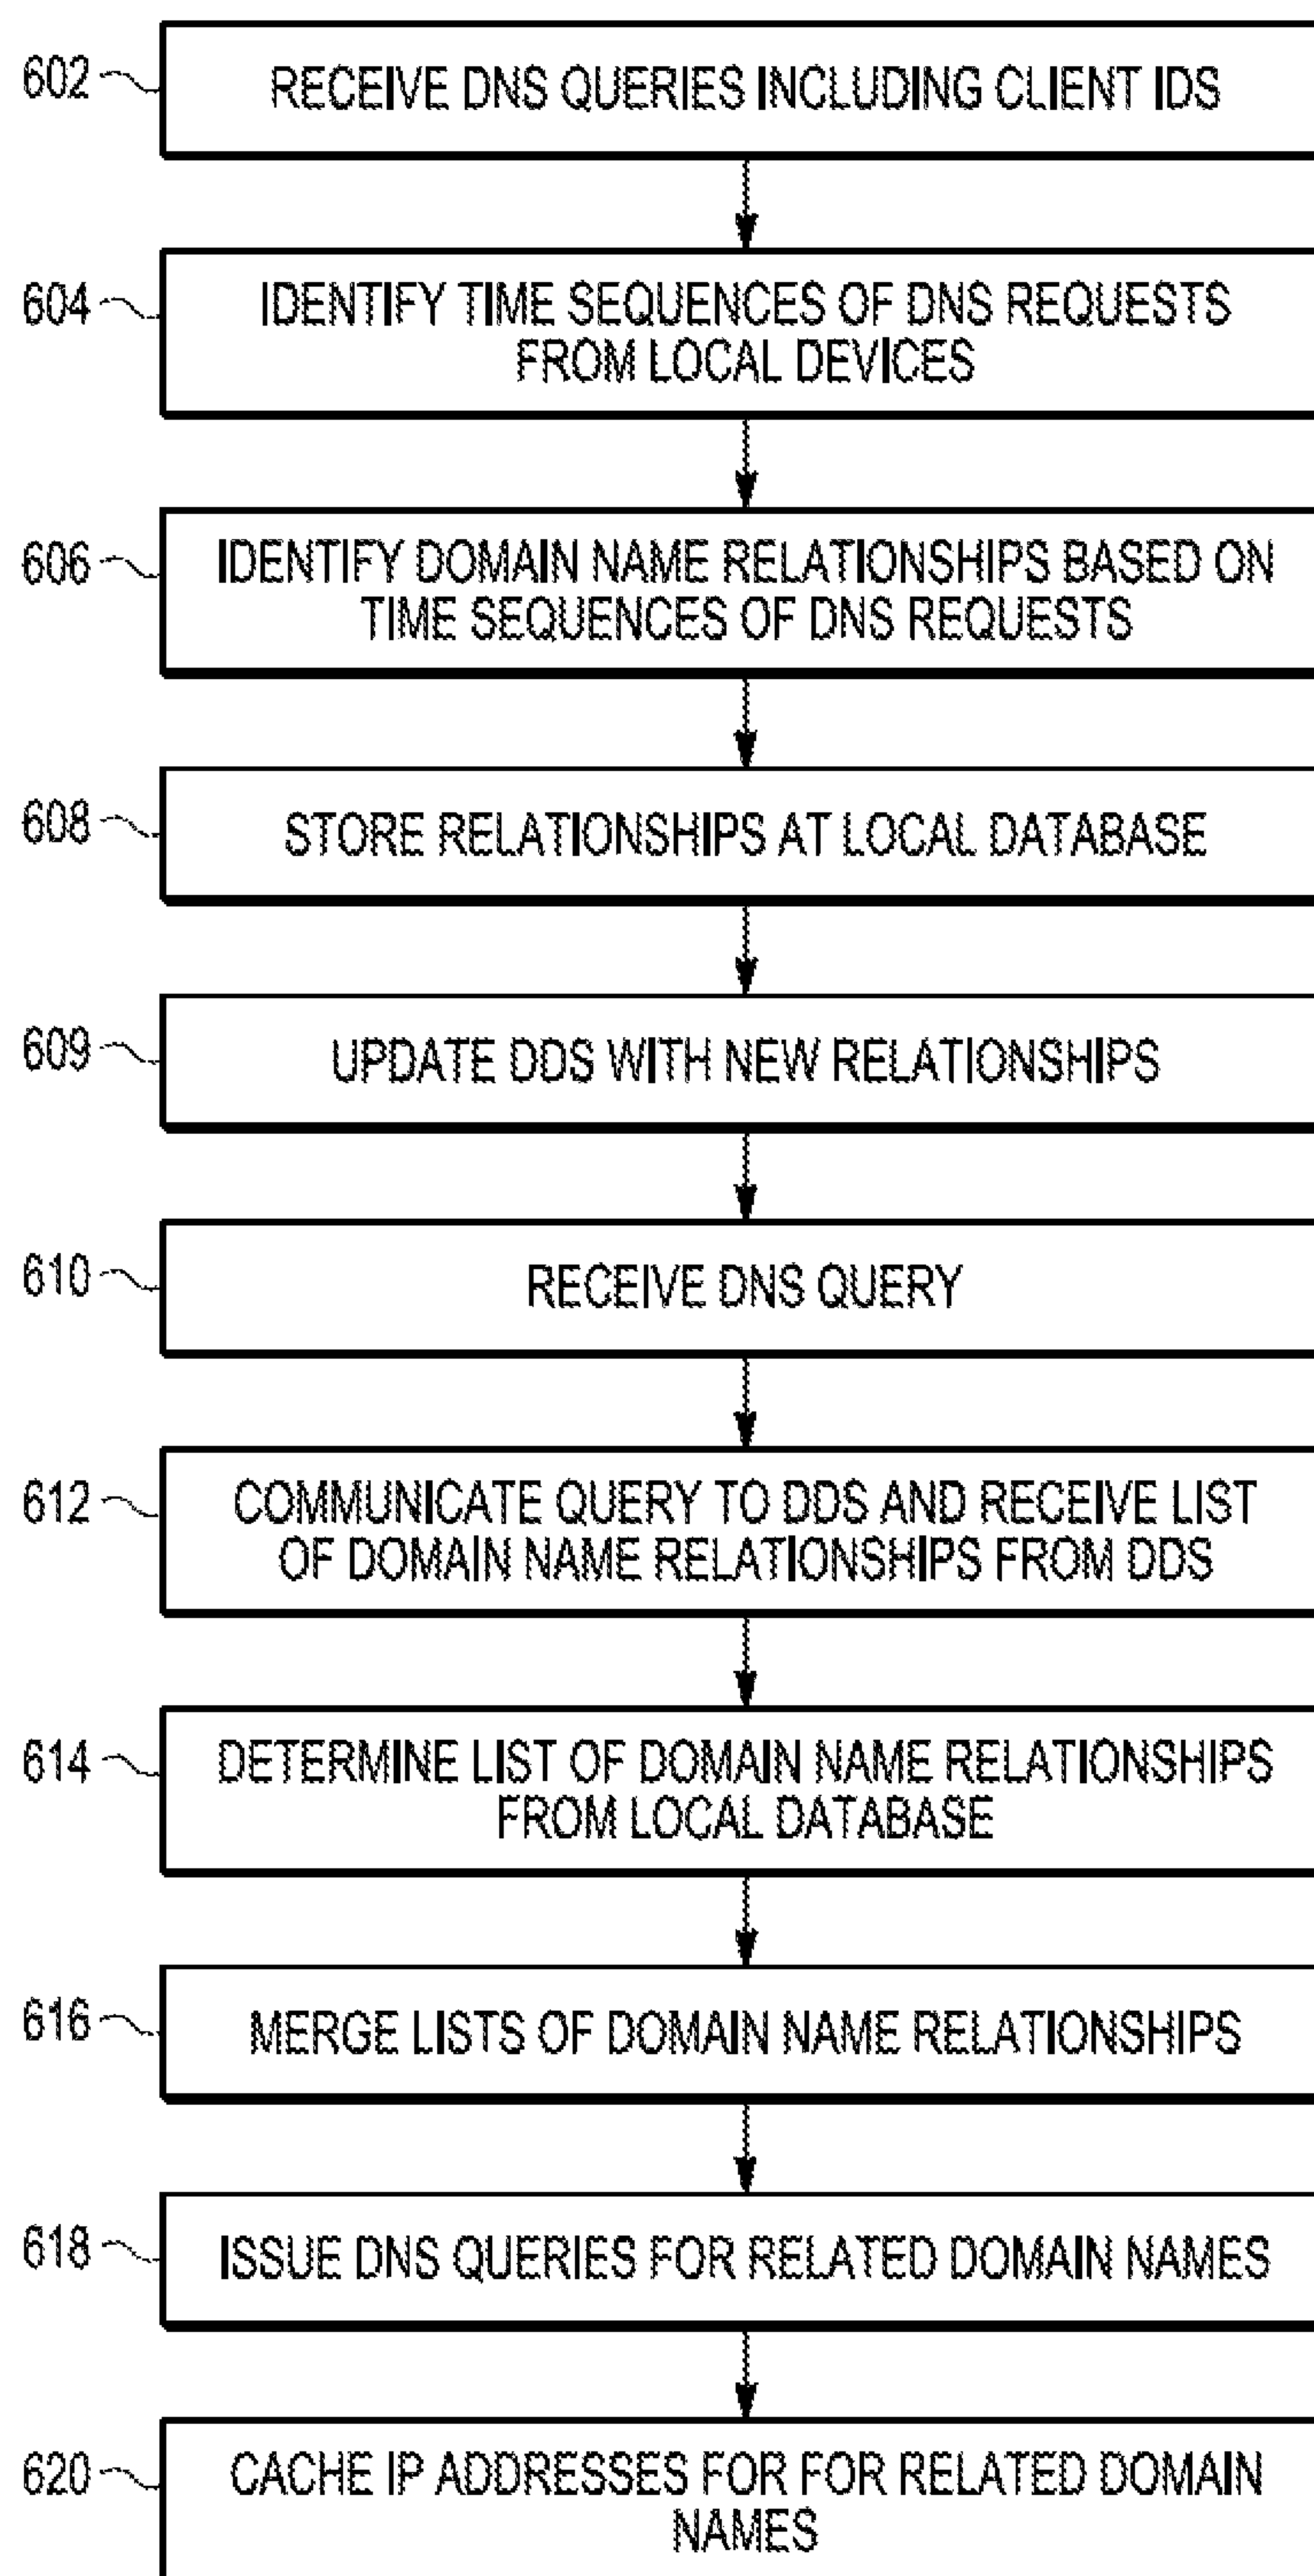 602
RECEIVE DNS QUERIES INCLUDING CLIENT IDS
604
IDENTIFY TIME SEQUENCES OF DNS REQUESTS
FROM LOCAL DEVICES
606
IDENTIFY DOMAIN NAME RELATIONSHIPS BASED ON
TIME SEQUENCES OF DNS REQUESTS
608
STORE RELATIONSHIPS AT LOCAL DATABASE
609
UPDATE DDS WITH NEW RELATIONSHIPS
610
RECEIVE DNS QUERY
612
COMMUNICATE QUERY TO DDS AND RECEIVE LIST
OF DOMAIN NAME RELATIONSHIPS FROM DDS
614
DETERMINE LIST OF DOMAIN NAME RELATIONSHIPS
FROM LOCAL DATABASE
616
MERGE LISTS OF DOMAIN NAME RELATIONSHIPS
618
ISSUE DNS QUERIES FOR RELATED DOMAIN NAMES
620
CACHE IP ADDRESSES FOR FOR RELATED DOMAIN
NAMES